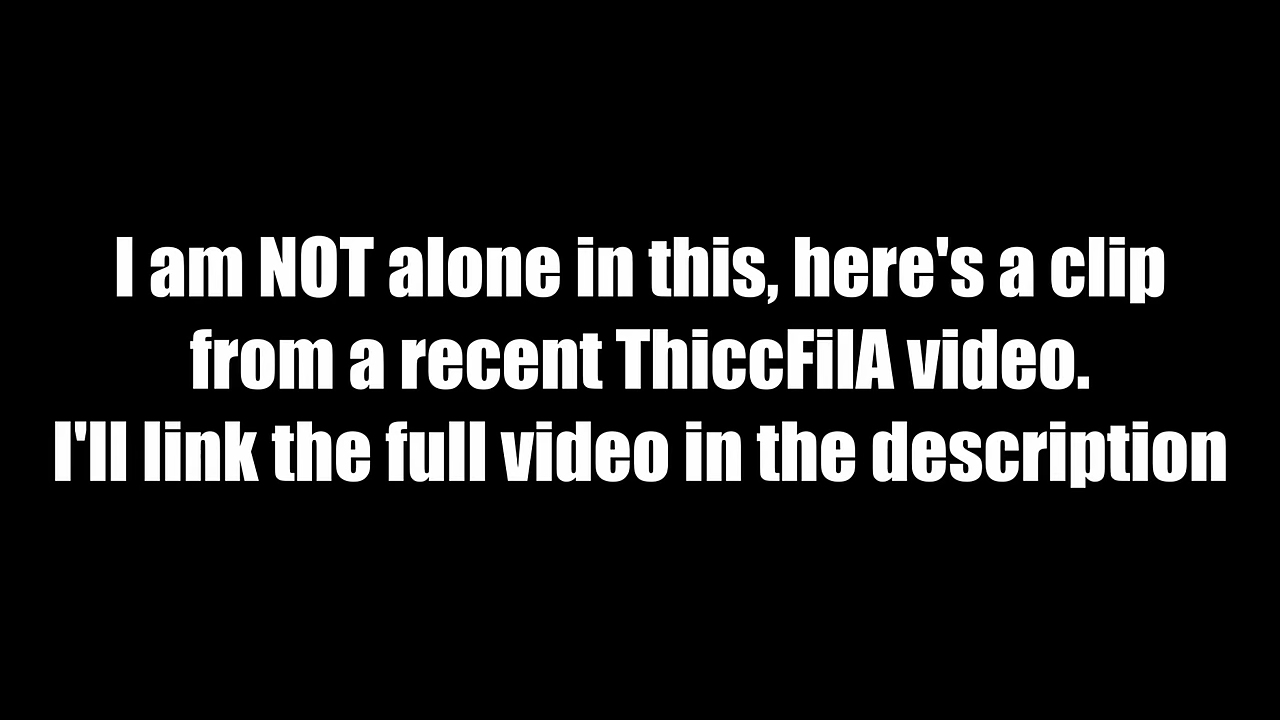 I am NOT alone in this, here's a clip
from a recent ThiccFilA video.
I'll link the full video in the description